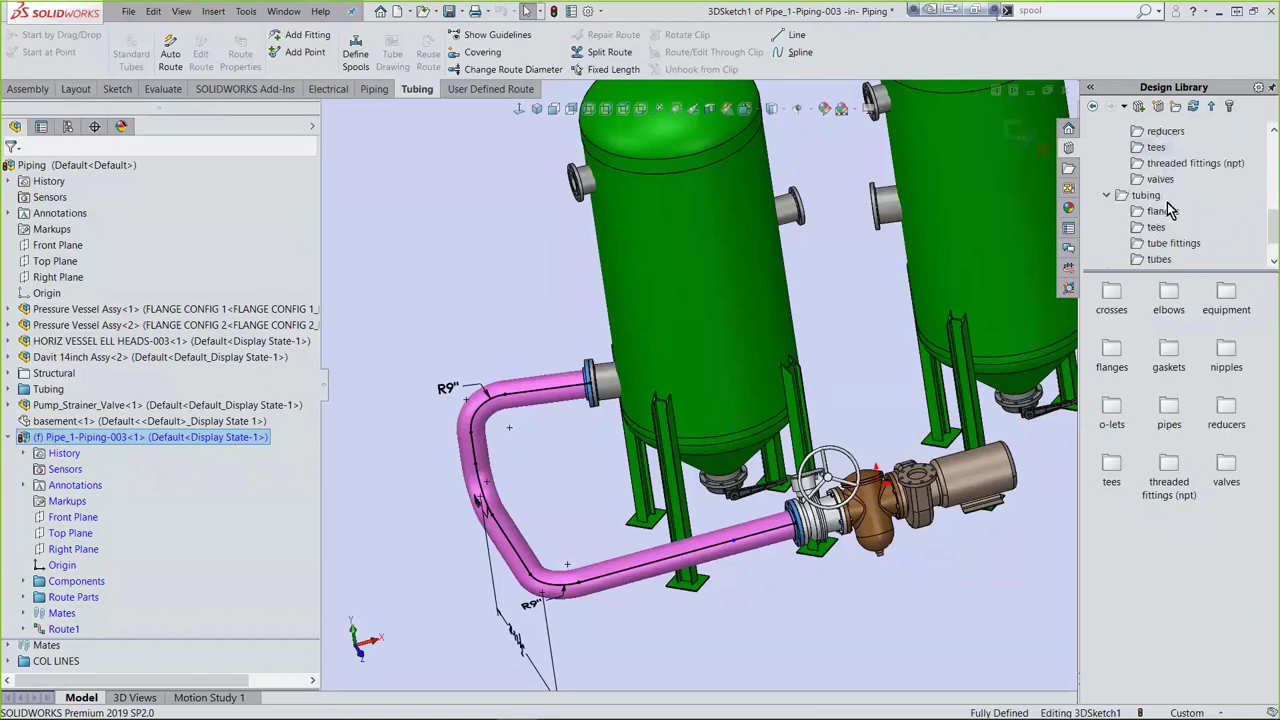 SOLIDWORKS
File
Edit
View
Insert
Tools
Simulation
Window
Help
3DSketch1 of Pipe_1-Piping-003 -in- Piping *
spool
Start by Drag/Drop
Start at Point
Standard Tubes
Auto Route
Edit Route
Route Properties
Add Fitting
Add Point
Define Spools
Tube Drawing
Reuse Route
Show Guidelines
Covering
Change Route Diameter
Repair Route
Split Route
Fixed Length
Rotate Clip
Route/Edit Through Clip
Unhook from Clip
Line
Spline
Assembly
Layout
Sketch
Evaluate
SOLIDWORKS Add-Ins
Electrical
Piping
Tubing
User Defined Route
Piping (Default<Default>)
History
Sensors
Annotations
Markups
Front Plane
Top Plane
Right Plane
Origin
Pressure Vessel Assy<1> (FLANGE CONFIG 1<FLANGE CONFIG 1_
Pressure Vessel Assy<2> (FLANGE CONFIG 2<FLANGE CONFIG 2_
HORIZ VESSEL ELL HEADS-003<1> (Default<Display State-1>)
Davit 14inch Assy<2> (Default<Default_Display State-1>)
Structural
Tubing
Pump_Strainer_Valve<1> (Default<Default_Display State-1>)
basement<1> (Default<<Default>_Display State 1>)
(f) Pipe_1-Piping-003<1> (Default<Display State-1>)
History
Sensors
Annotations
Markups
Front Plane
Top Plane
Right Plane
Origin
Components
Route Parts
Mates
Route1
Mates
COL LINES
R9"
R9"
Y
X
Z
Design Library
reducers
tees
threaded fittings (npt)
valves
tubing
tees
tube fittings
tubes
crosses
elbows
equipment
flanges
gaskets
nipples
o-lets
pipes
reducers
tees
threaded fittings (npt)
valves
Model
3D Views
Motion Study 1
SOLIDWORKS Premium 2019 SP2.0
Fully Defined
Editing 3DSketch1
Custom